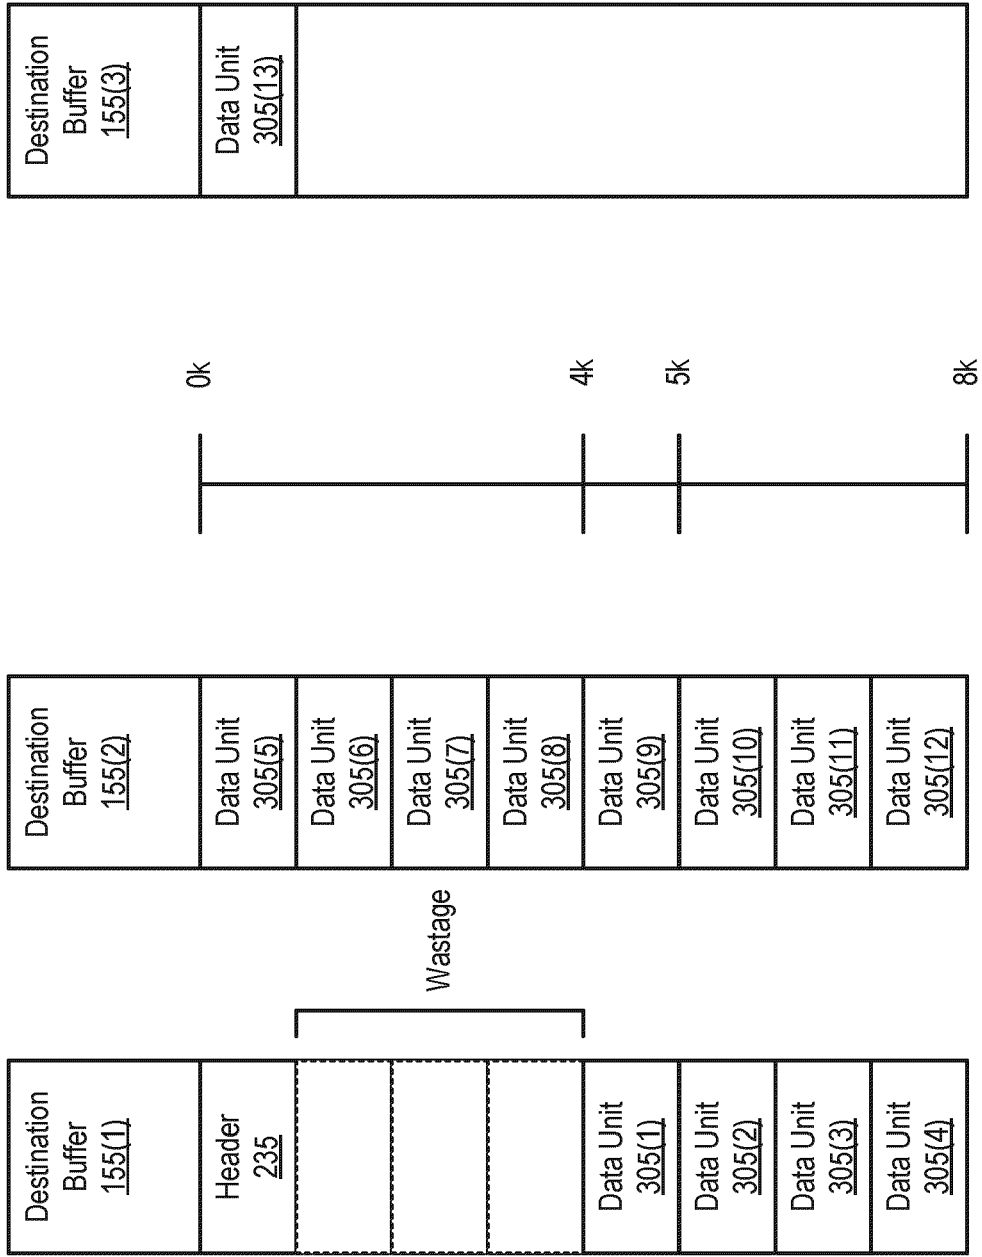 Destination
Buffer
155(1)
Header
235
Data Unit
305(1)
Data Unit
305(2)
Data Unit
305(3)
Data Unit
305(4)
Wastage
Destination
Buffer
155(2)
Data Unit
305(5)
Data Unit
305(6)
Data Unit
305(7)
Data Unit
305(8)
Data Unit
305(9)
Data Unit
305(10)
Data Unit
305(11)
Data Unit
305(12)
0k
4k
5k
8k
Destination
Buffer
155(3)
Data Unit
305(13)